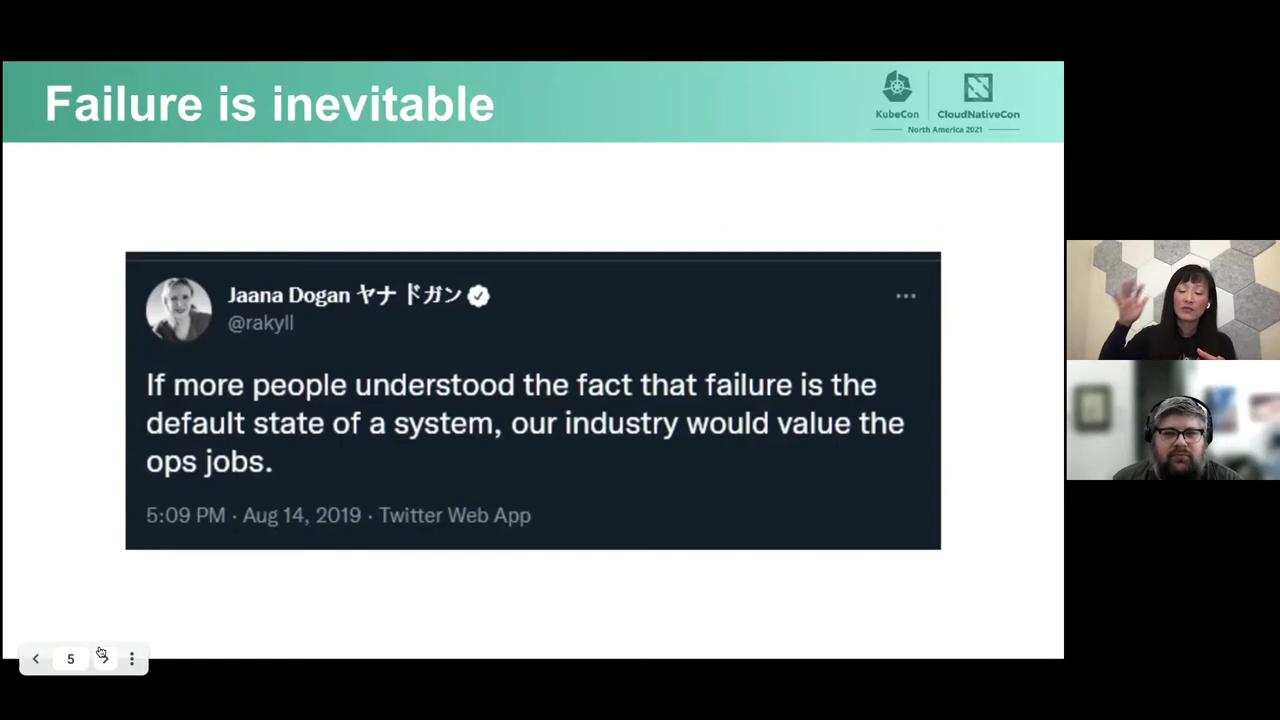 Failure is inevitable
KubeCon
CloudNativeCon
North America 2021
Jaana Dogan ヤナ ドガン
@rakyll
If more people understood the fact that failure is the
default state of a system, our industry would value the
ops jobs.
5:09 PM · Aug 14, 2019 · Twitter Web App
5